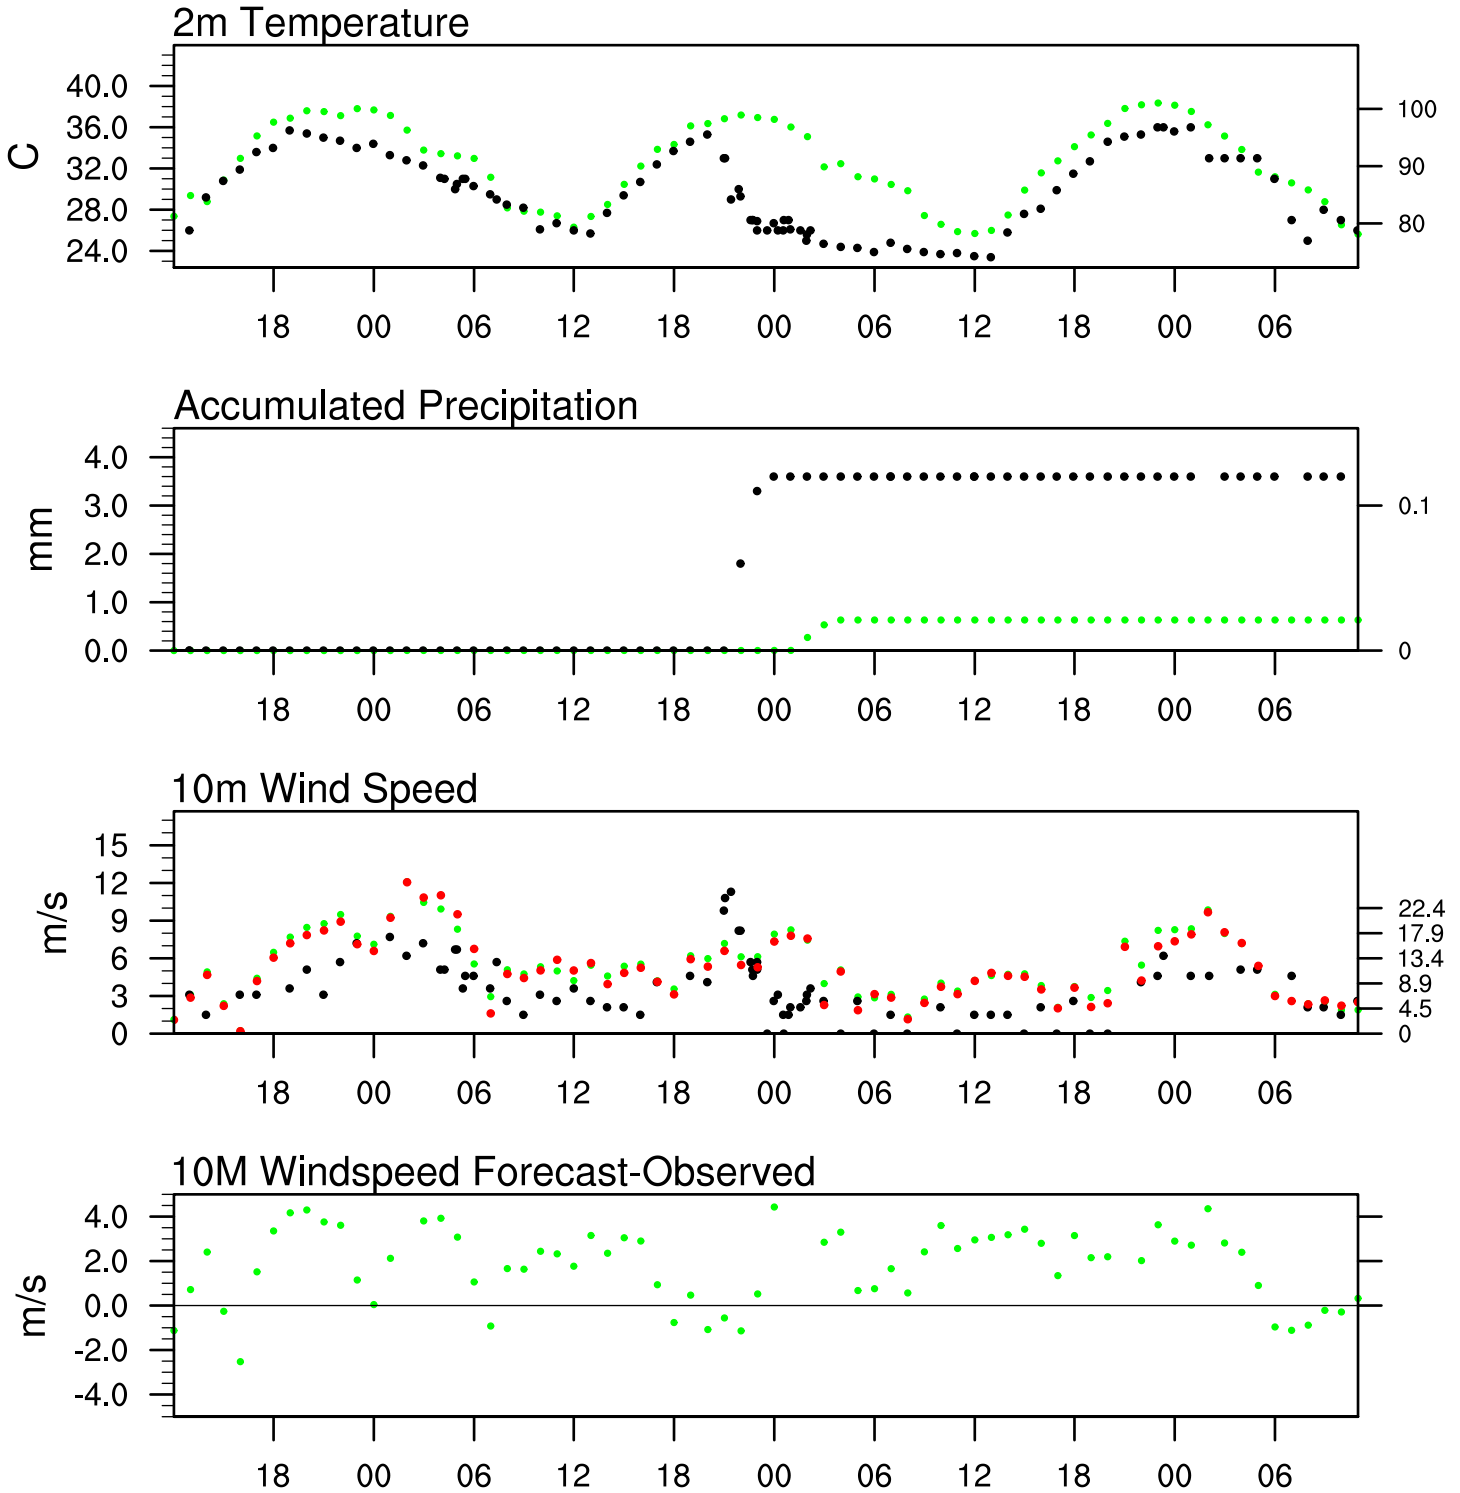 2m Temperature
C
40.0
36.0
32.0
28.0
24.0
100
90
80
18 00 06 12 18 00 06 12 18 00 06
Accumulated Precipitation
mm
4.0
3.0
2.0
1.0
0.0
0.1
0
18 00 06 12 18 00 06 12 18 00 06
10m Wind Speed
m/s
15
12
9
6
3
0
22.4
17.9
13.4
8.9
4.5
0
18 00 06 12 18 00 06 12 18 00 06
10M Windspeed Forecast-Observed
m/s
4.0
2.0
0.0
-2.0
-4.0
18 00 06 12 18 00 06 12 18 00 06